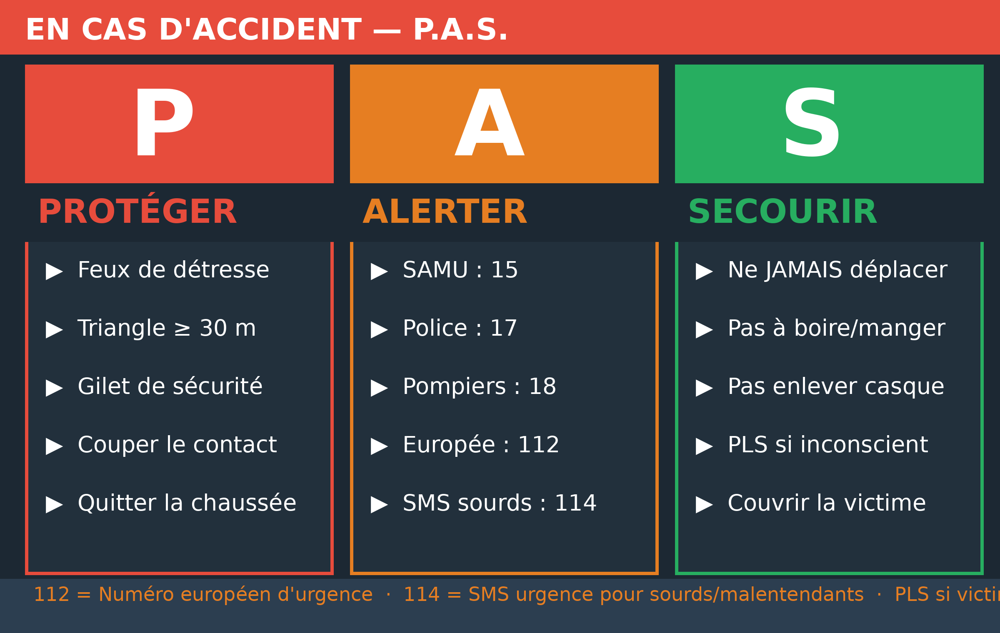 EN CAS D'ACCIDENT — P.A.S.
P
PROTÉGER
▶ Feux de détresse
▶ Triangle ≥ 30 m
▶ Gilet de sécurité
▶ Couper le contact
▶ Quitter la chaussée
A
ALERTER
▶ SAMU : 15
▶ Police : 17
▶ Pompiers : 18
▶ Europée : 112
▶ SMS sourds : 114
S
SECOURIR
▶ Ne JAMAIS déplacer
▶ Pas à boire/manger
▶ Pas enlever casque
▶ PLS si inconscient
▶ Couvrir la victime
112 = Numéro européen d'urgence · 114 = SMS urgence pour sourds/malentendants · PLS si